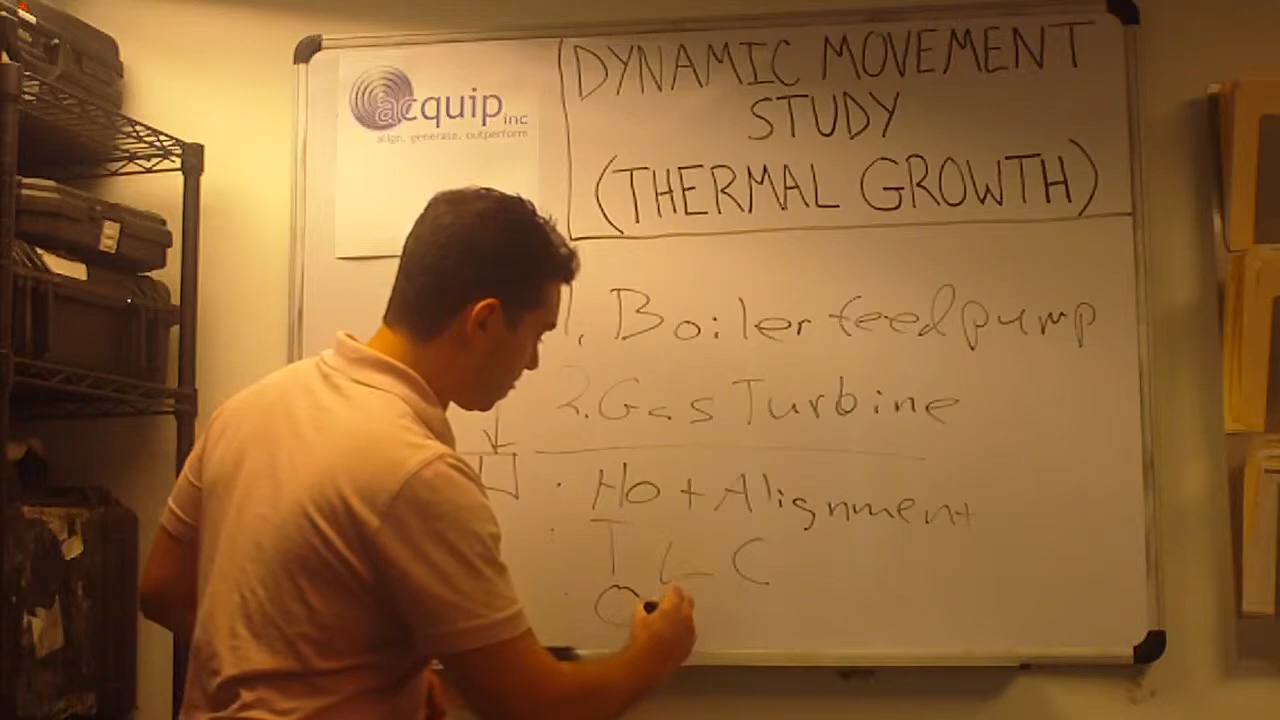 acquip inc
align. generate. outperform
DYNAMIC MOVEMENT
STUDY
(THERMAL GROWTH)
1. Boiler feed pump
2. Gas Turbine
· Hot Alignment
· T L C
· O